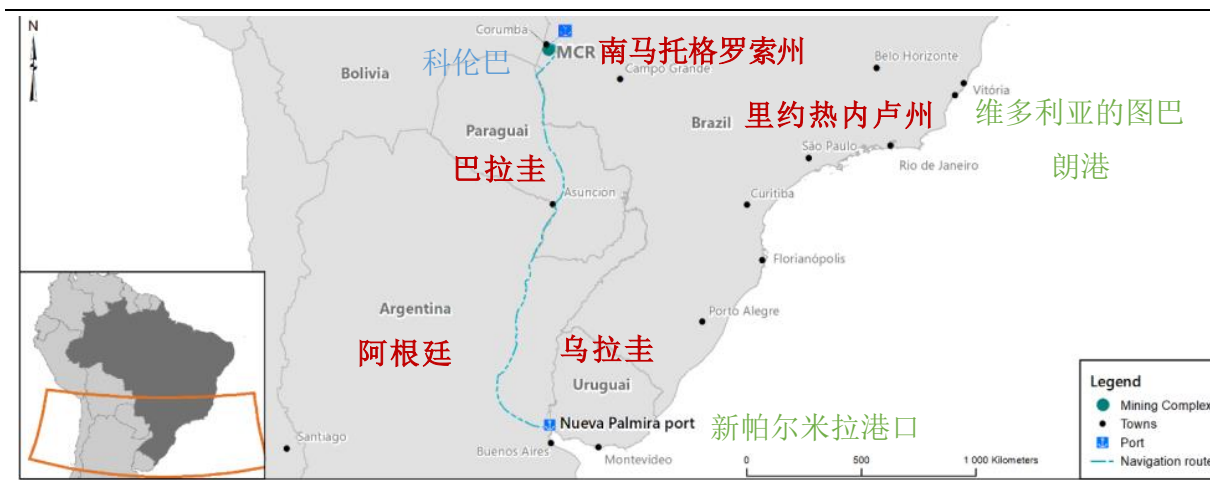 N
Corumbá
MCR
南马托格罗索州
科伦巴
Bolivia
Campo Grande
Belo Horizonte
Vitória
维多利亚的图巴
朗港
Brazil
里约热内卢州
Paraguai
São Paulo
Rio de Janeiro
巴拉圭
Asuncion
Curitiba
Florianópolis
Argentina
Porto Alegre
阿根廷
乌拉圭
Uruguai
Nueva Palmira port
新帕尔米拉港口
Santiago
Buenos Aires
Montevideo
0 500 1 000 Kilometers
Legend
Mining Complex
Towns
Port
Navigation route